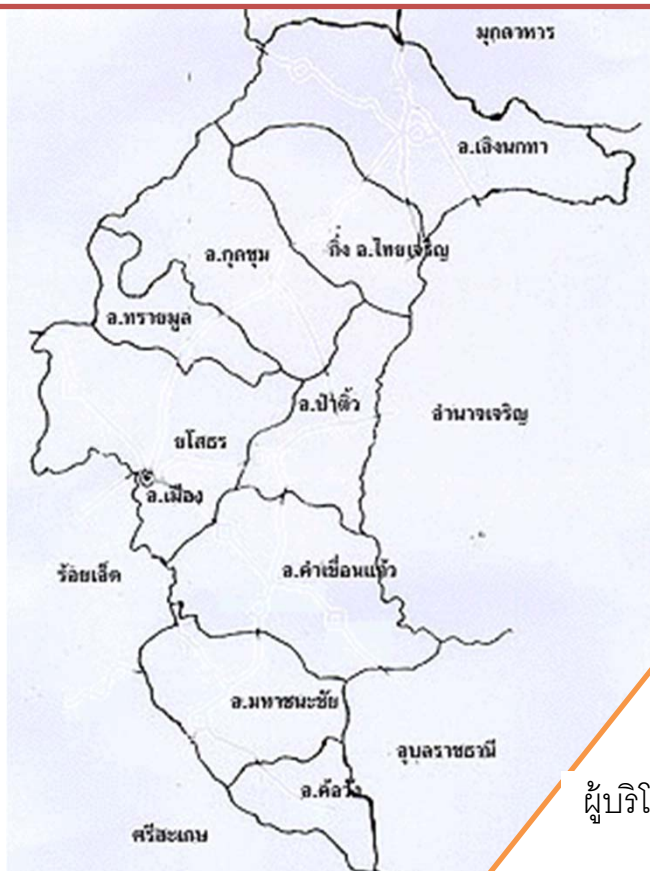 มุกดาหาร
อ.เลิงนกทา
อ.กุดชุม
กิ่ง อ.ไทยเจริญ
อ.ทรายมูล
อ.ป่าติ้ว
อำนาจเจริญ
ยโสธร
อ.เมือง
ร้อยเอ็ด
อ.คำเขื่อนแก้ว
อ.มหาชนะชัย
อุบลราชธานี
อ.ค้อวัง
ผู้บริโ
ศรีสะเกษ